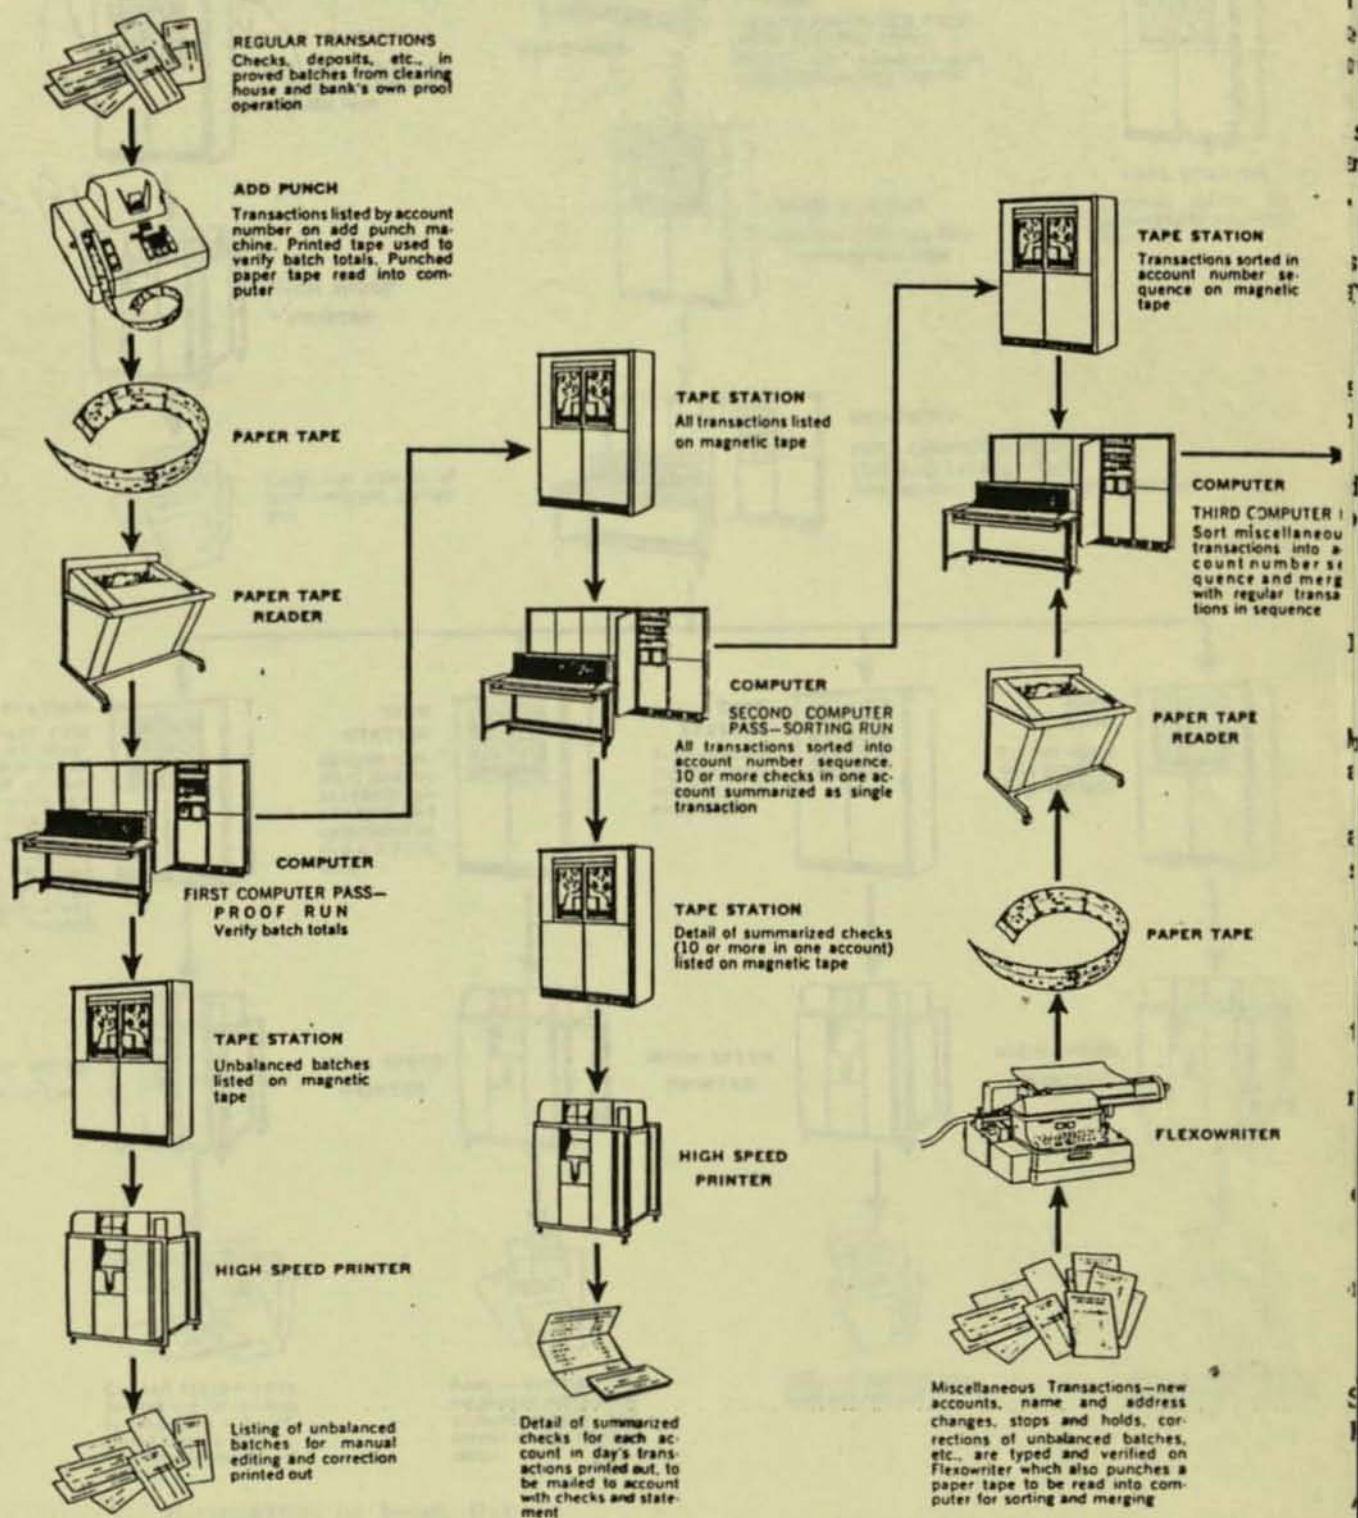 REGULAR TRANSACTIONS
Checks, deposits, etc., in
proved batches from clearing
house and bank's own proof
operation
ADD PUNCH
Transactions listed by account
number on add punch ma-
chine. Printed tape used to
verify batch totals. Punched
paper tape read into com-
puter
PAPER TAPE
PAPER TAPE
READER
COMPUTER
FIRST COMPUTER PASS—
PROOF RUN
Verify batch totals
TAPE STATION
Unbalanced batches
listed on magnetic
tape
HIGH SPEED PRINTER
Listing of unbalanced
batches for manual
editing and correction
printed out
TAPE STATION
All transactions listed
on magnetic tape
COMPUTER
SECOND COMPUTER
PASS—SORTING RUN
All transactions sorted into
account number sequence.
10 or more checks in one ac-
count summarized as single
transaction
TAPE STATION
Detail of summarized checks
(10 or more in one account)
listed on magnetic tape
HIGH SPEED
PRINTER
Detail of summarized
checks for each ac-
count in day's trans-
actions printed out, to
be mailed to account
with checks and state-
ment
TAPE STATION
Transactions sorted in
account number se-
quence on magnetic
tape
COMPUTER
THIRD COMPUTER
Sort miscellaneou
transactions into a
count number se
quence and merg
with regular transa
tions in sequence
PAPER TAPE
READER
PAPER TAPE
FLEXOWRITER
Miscellaneous Transactions—new
accounts, name and address
changes, stops and holds, cor-
rections of unbalanced batches,
etc., are typed and verified on
Flexowriter which also punches a
paper tape to be read into com-
puter for sorting and merging